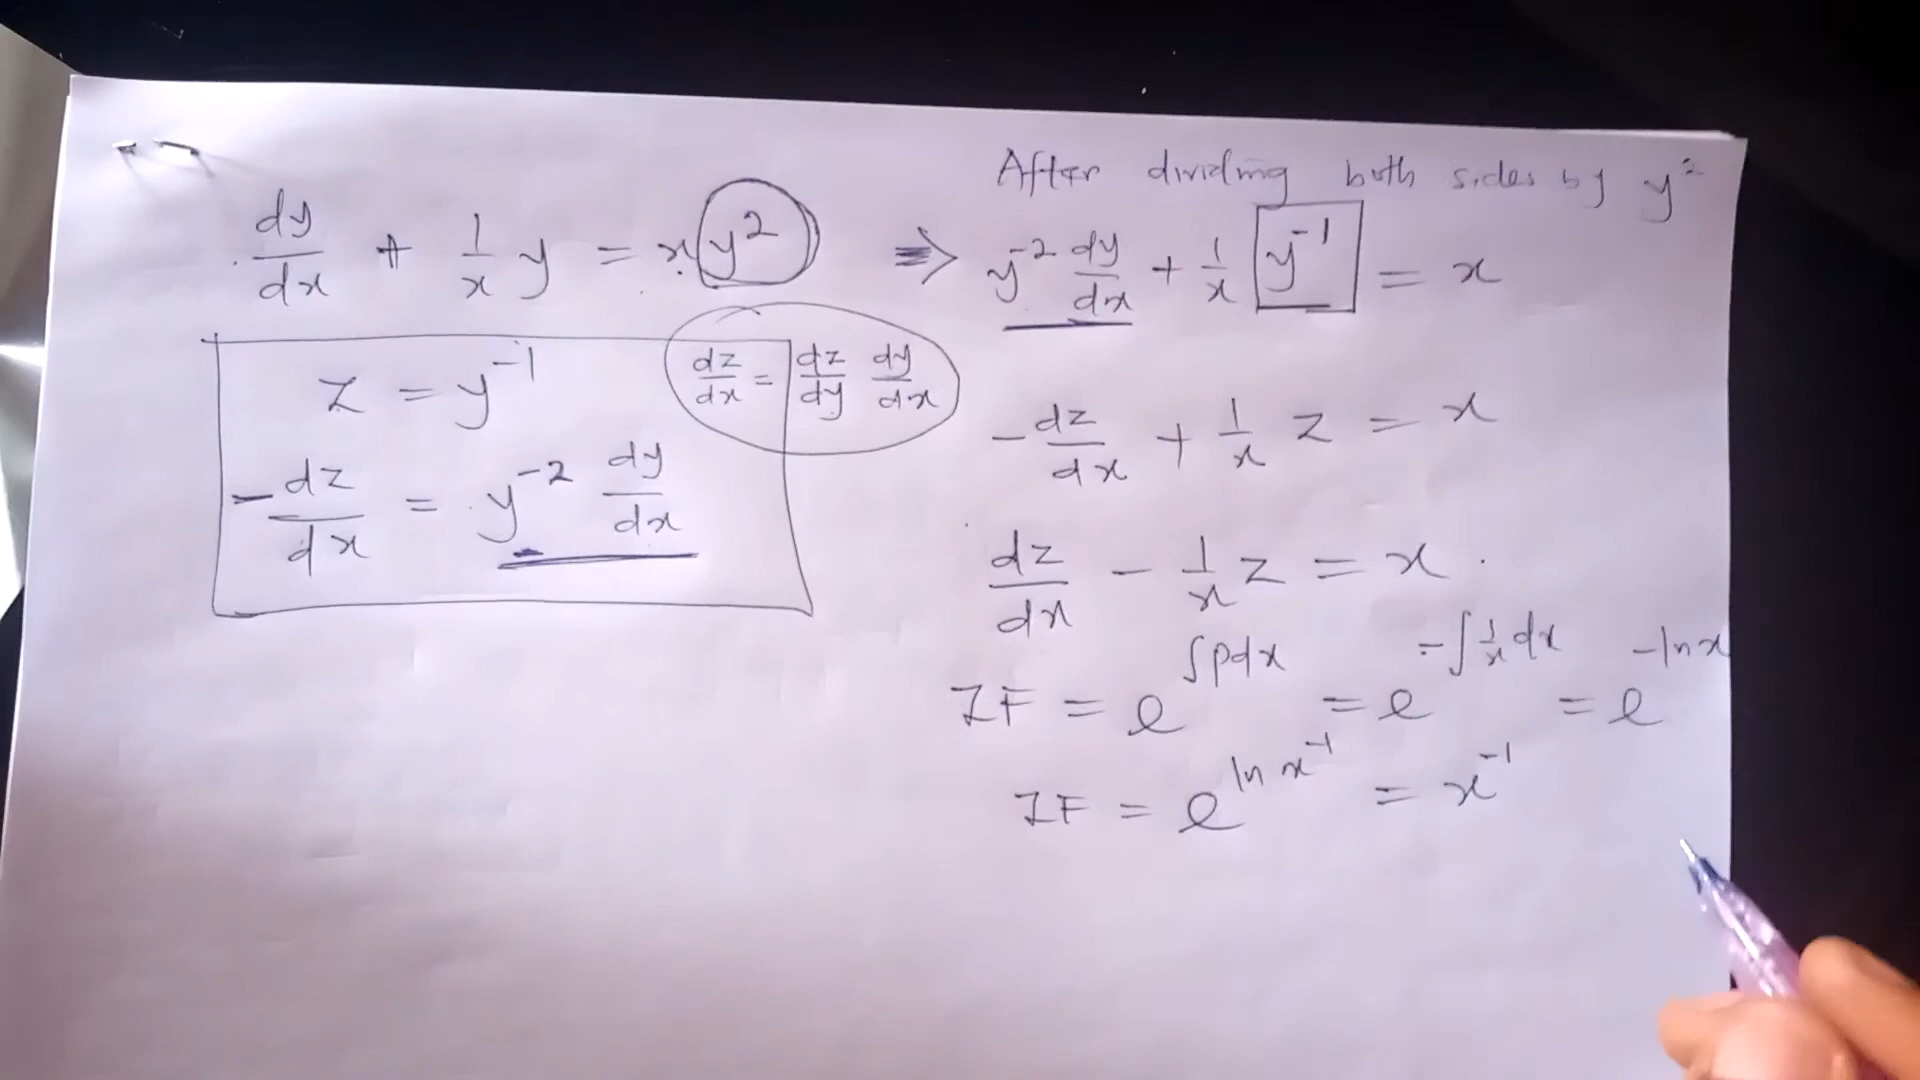 dy/dx + 1/x y = x y²
z = y⁻¹
dz/dx = dz/dy dy/dx
-dz/dx = y⁻² dy/dx
After dividing both sides by y²
⇒ y⁻² dy/dx + 1/x y⁻¹ = x
-dz/dx + 1/x z = x
dz/dx - 1/x z = x.
IF = e^∫pdx = e^-∫1/x dx = e^-ln x
IF = e^ln x⁻¹ = x⁻¹